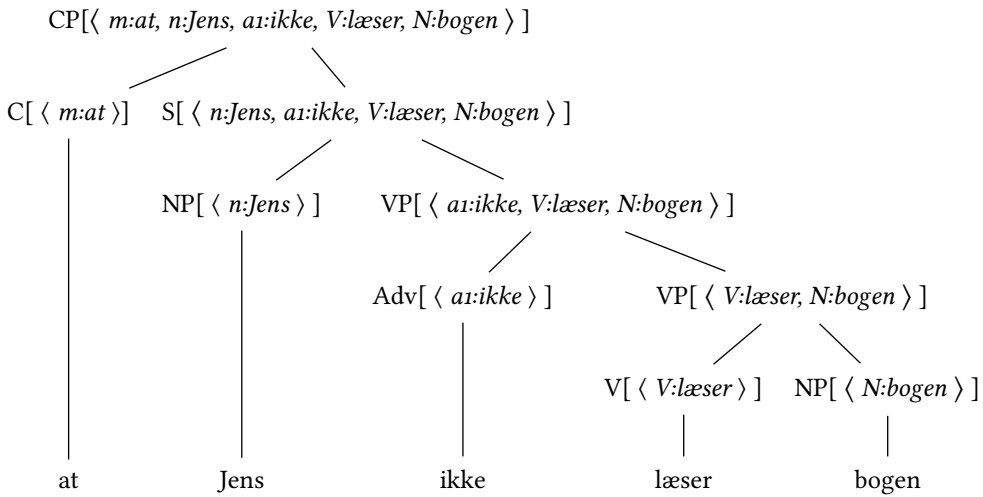 CP[⟨ m:at, n:Jens, a1:ikke, V:læser, N:bogen ⟩ ]
C[ ⟨ m:at ⟩] S[ ⟨ n:Jens, a1:ikke, V:læser, N:bogen ⟩ ]
NP[ ⟨ n:Jens ⟩ ] VP[ ⟨ a1:ikke, V:læser, N:bogen ⟩ ]
Adv[ ⟨ a1:ikke ⟩ ] VP[ ⟨ V:læser, N:bogen ⟩ ]
V[ ⟨ V:læser ⟩ ] NP[ ⟨ N:bogen ⟩ ]
at Jens ikke læser bogen